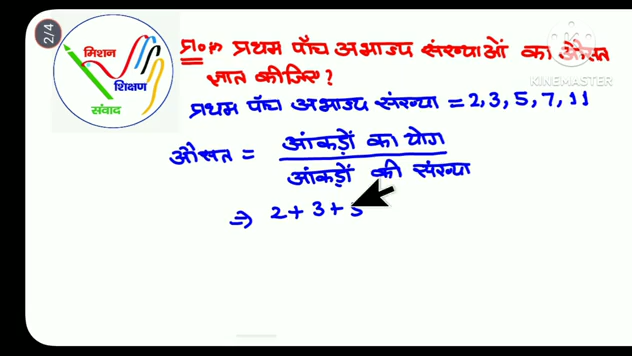 2/4
मिशन
शिक्षण
संवाद
प्र० प्रथम पाँच अभाज्य संख्याओं का औसत
ज्ञात कीजिए?
KINEMASTER
प्रथम पाँच अभाज्य संख्या = 2, 3, 5, 7, 11
औसत = आंकड़ों का योग
आंकड़ों की संख्या
⇒ 2 + 3 + 5